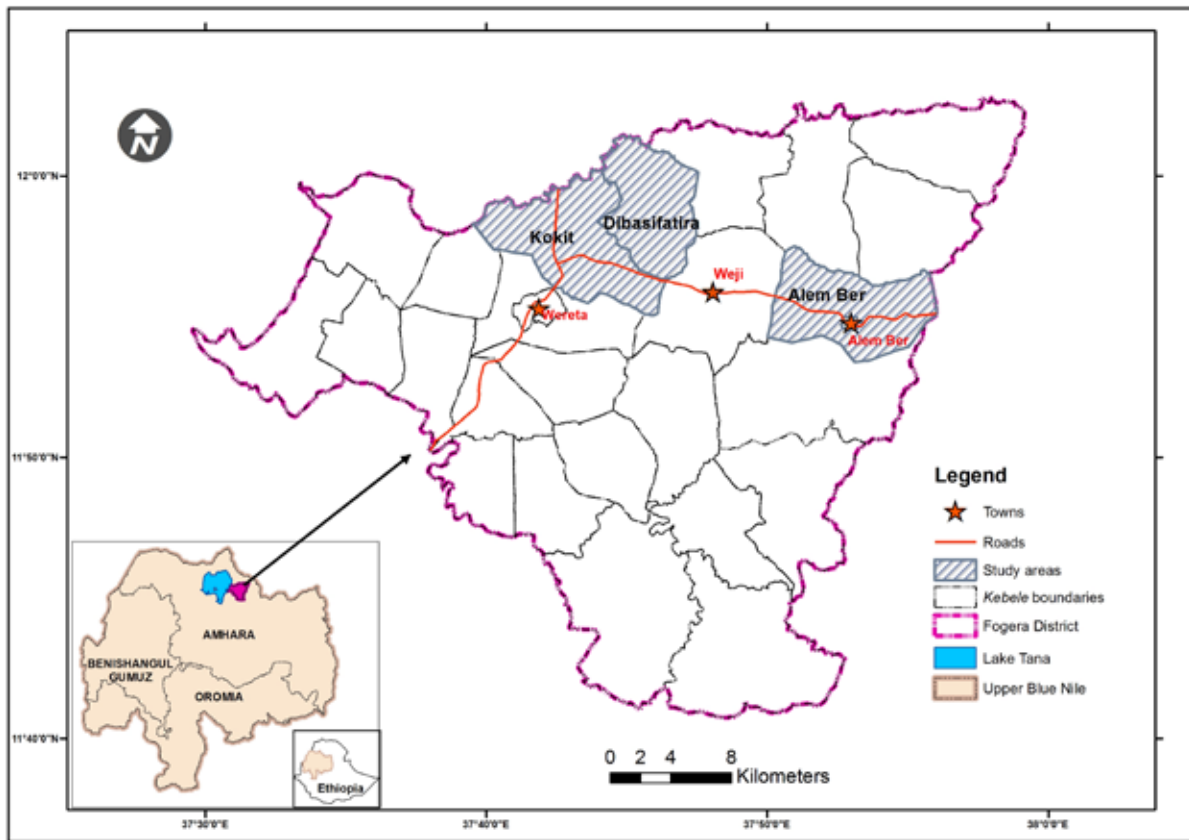 N
12°0'0"N
11°50'0"N
11°40'0"N
Dibasifatira
Kokit
Weji
Alem Ber
Wereta
Alem Ber
Legend
Towns
Roads
Study areas
Kebele boundaries
Fogera District
Lake Tana
Upper Blue Nile
AMHARA
BENISHANGUL
GUMUZ
OROMIA
Ethiopia
0 2 4 8
Kilometers
37°30'0"E
37°40'0"E
37°50'0"E
38°0'0"E